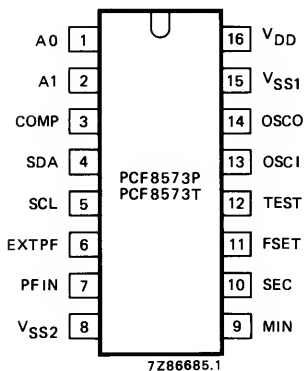 A0 1 16 VDD
A1 2 15 VSS1
COMP 3 14 OSCO
SDA 4 13 OSCI
PCF8573P
PCF8573T
SCL 5 12 TEST
EXTPF 6 11 FSET
PFIN 7 10 SEC
VSS2 8 9 MIN
7Z86685.1